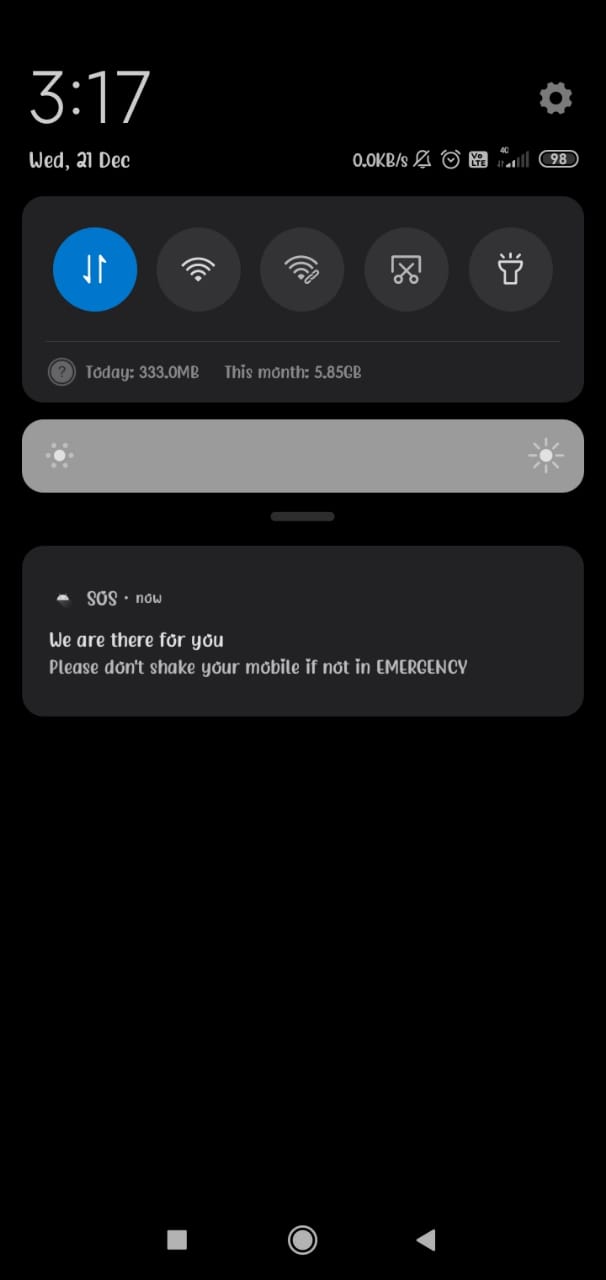 3:17
Wed, 21 Dec 0.0KB/s Vo LTE 4G 98
Today: 333.0MB This month: 5.85GB
SOS · now
We are there for you
Please don't shake your mobile if not in EMERGENCY